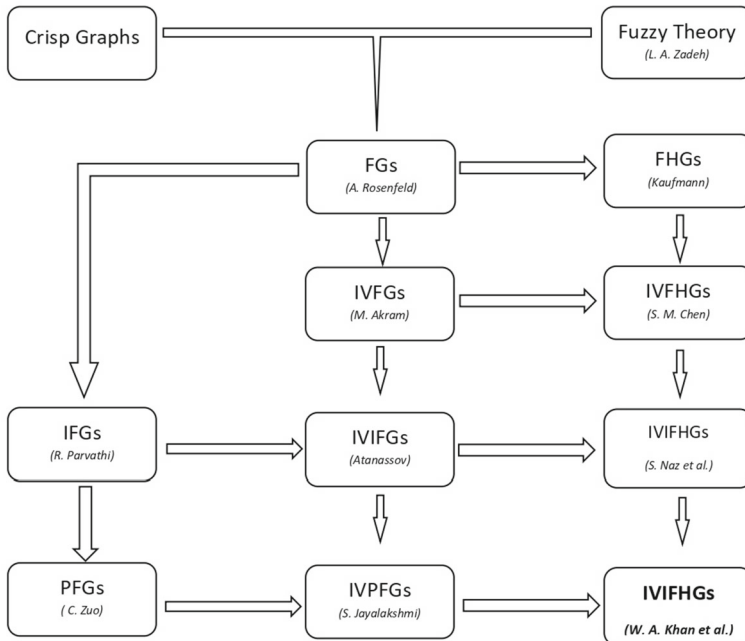 Crisp Graphs
Fuzzy Theory
(L. A. Zadeh)
FGs
(A. Rosenfeld)
FHGs
(Kaufmann)
IVFGs
(M. Akram)
IVFHGs
(S. M. Chen)
IFGs
(R. Parvathi)
IVIFGs
(Atanassov)
IVIFHGs
(S. Naz et al.)
PFGs
( C. Zuo)
IVPFGs
(S. Jayalakshmi)
IVIFHGs
(W. A. Khan et al.)